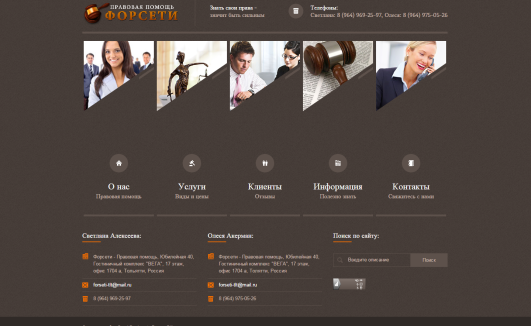 ПРАВОВАЯ ПОМОЩЬ
ФОРСЕТИ
Знать свои права –
значит быть сильным
Телефоны:
Светлана: 8 (964) 969-25-97, Олеся: 8 (964) 975-05-26
О нас
Правовая помощь
Услуги
Виды и цены
Клиенты
Отзывы
Информация
Полезно знать
Контакты
Свяжитесь с нами
Светлана Алексеева:
Форсети - Правовая помощь, Юбилейная 40,
Гостиничный комплекс "ВЕГА", 17 этаж,
офис 1704 а, Тольятти, Россия
forseti-tlt@mail.ru
8 (964) 969-25-97
Олеся Акерман:
Форсети - Правовая помощь, Юбилейная 40,
Гостиничный комплекс "ВЕГА", 17 этаж,
офис 1704 а, Тольятти, Россия
forseti-tlt@mail.ru
8 (964) 975-05-26
Поиск по сайту:
Введите описание
Поиск